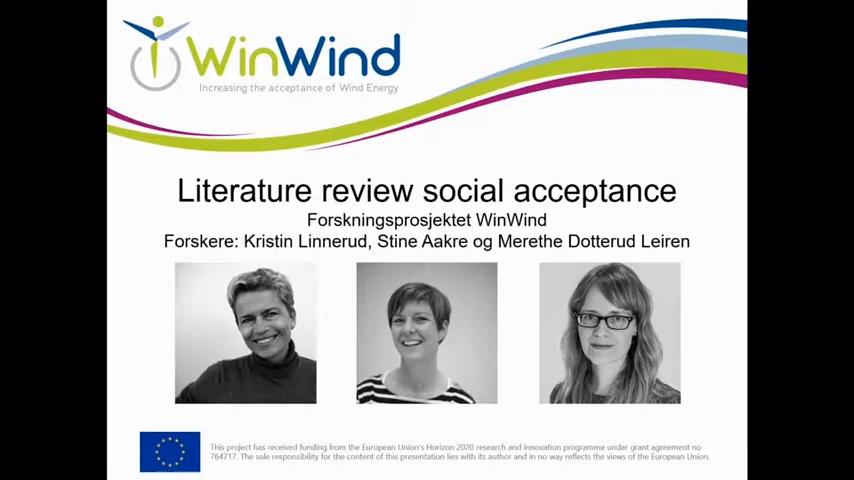 WinWind
Increasing the acceptance of Wind Energy
Literature review social acceptance
Forskningsprosjektet WinWind
Forskere: Kristin Linnerud, Stine Aakre og Merethe Dotterud Leiren
This project has received funding from the European Union's Horizon 2020 research and innovation programme under grant agreement no
764717. The sole responsibility for the content of this presentation lies with its author and in no way reflects the views of the European Union.